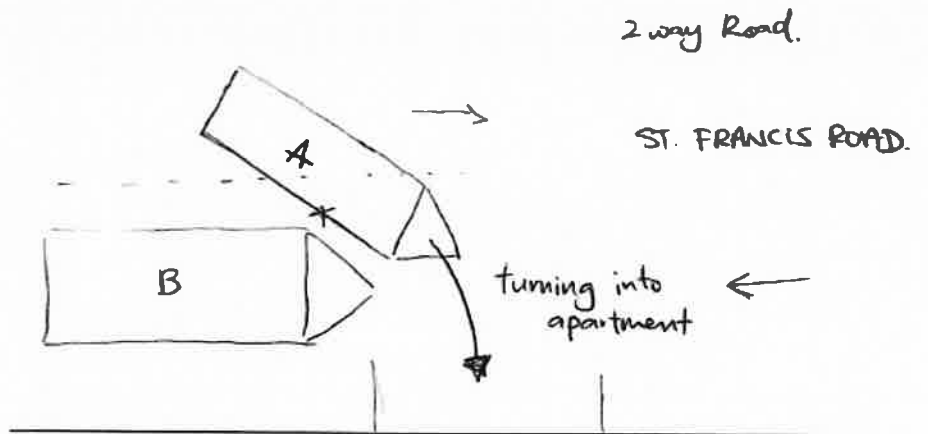 2 way Road.
ST. FRANCIS ROAD.
A
B
turning into
apartment